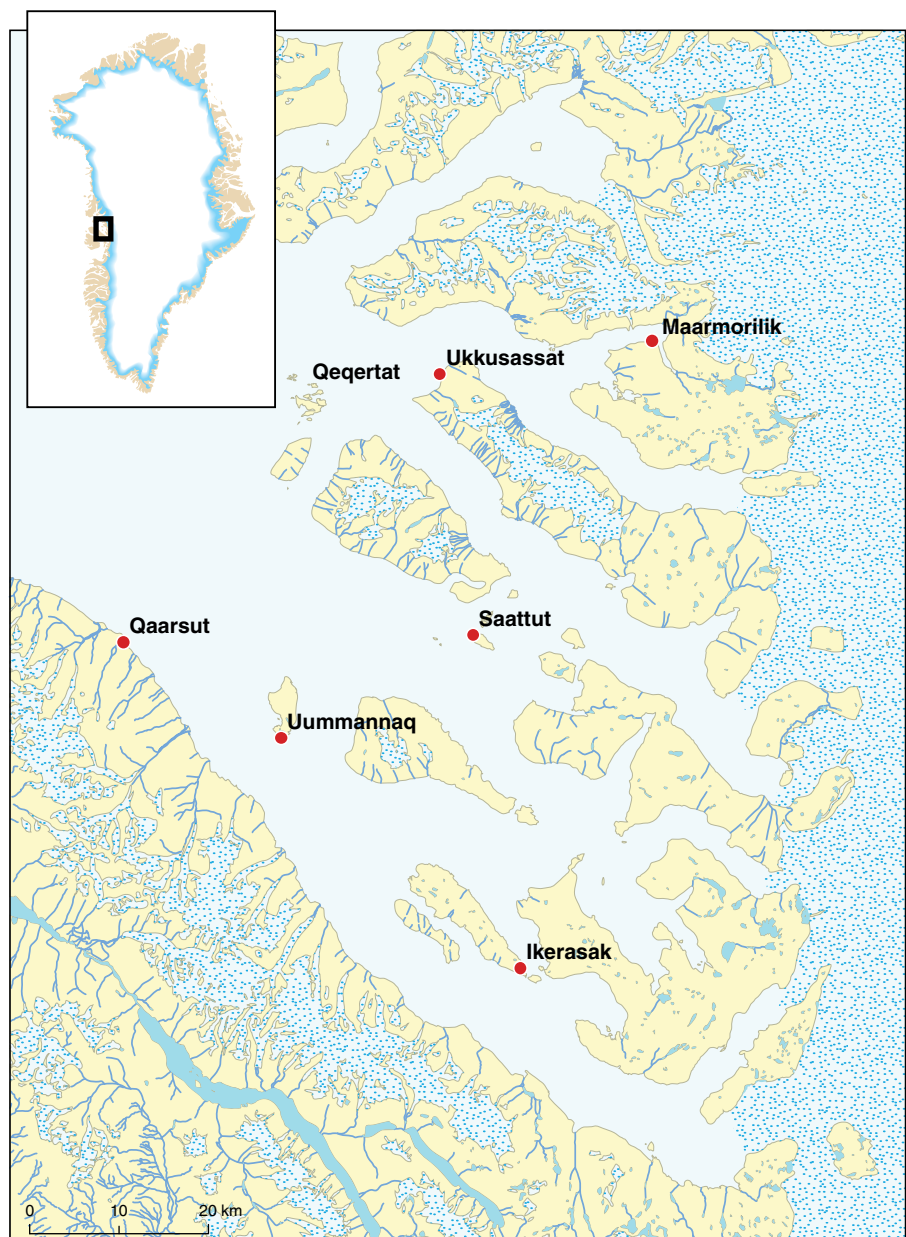 Maarmorilik
Ukkusassat
Qeqertat
Saattut
Qaarsut
Uummannaq
Ikerasak
0 10 20 km